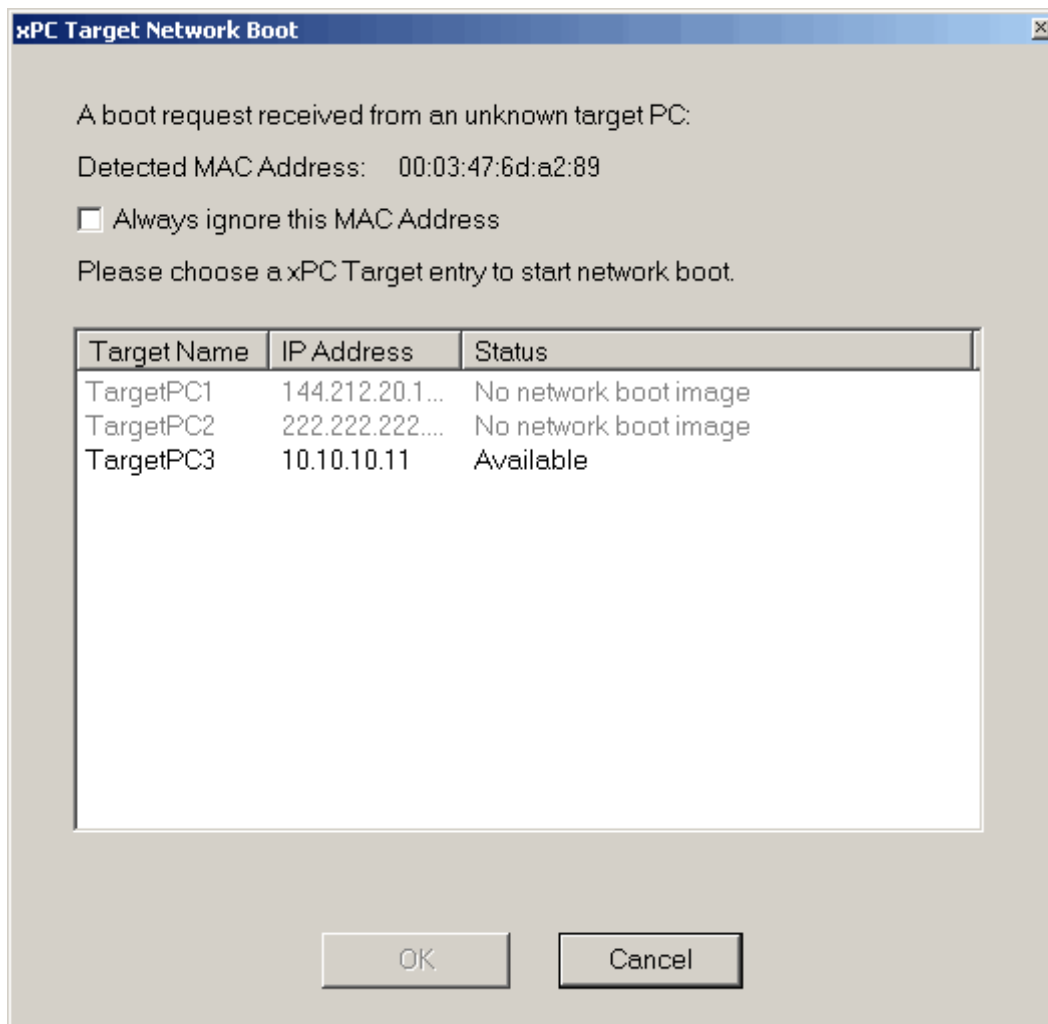 xPC Target Network Boot
A boot request received from an unknown target PC:
Detected MAC Address: 00:03:47:6d:a2:89
Always ignore this MAC Address
Please choose a xPC Target entry to start network boot.
Target Name IP Address Status
TargetPC1 144.212.20.1... No network boot image
TargetPC2 222.222.222.... No network boot image
TargetPC3 10.10.10.11 Available
OK Cancel